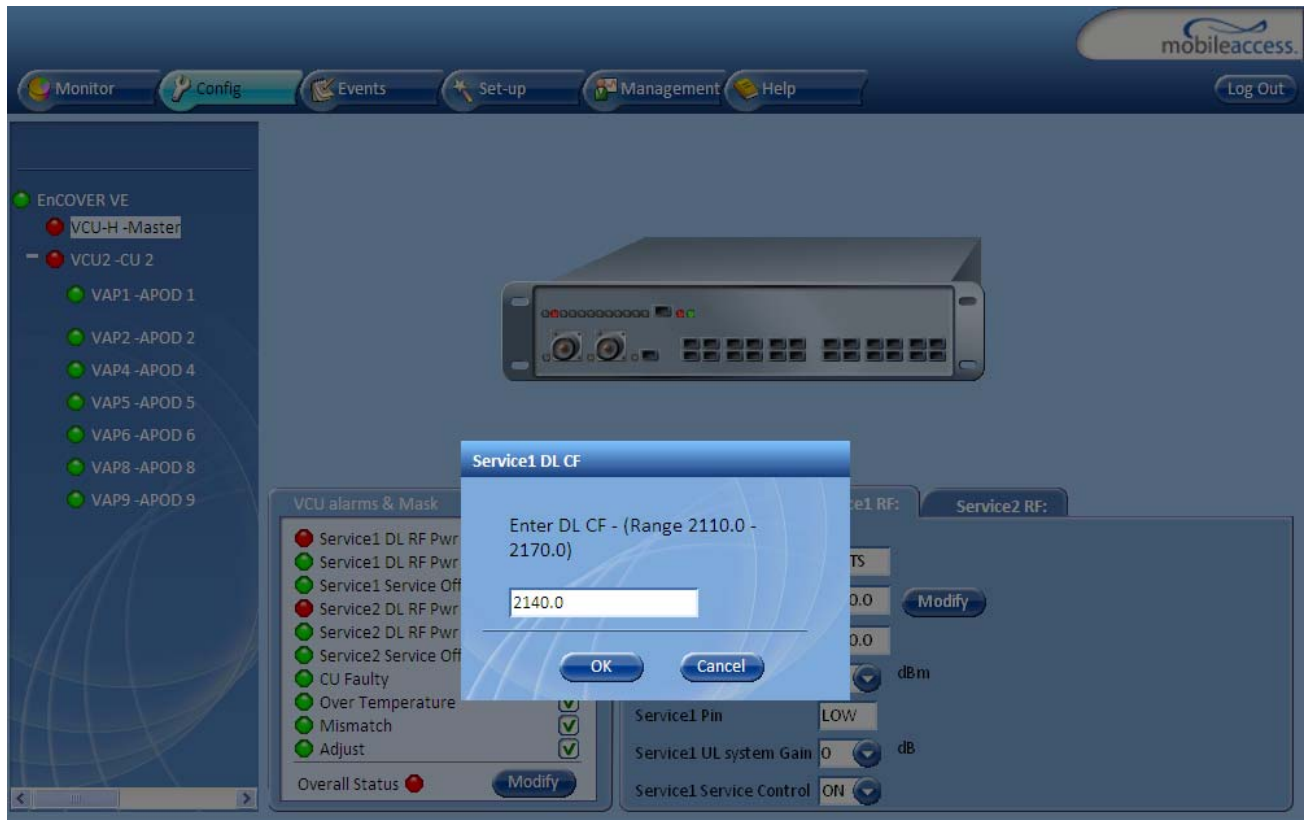 mobileaccess.
Monitor
Config
Events
Set-up
Management
Help
Log Out
EnCOVER VE
VCU-H -Master
VCU2 -CU 2
VAP1 -APOD 1
VAP2 -APOD 2
VAP4 -APOD 4
VAP5 -APOD 5
VAP6 -APOD 6
VAP8 -APOD 8
VAP9 -APOD 9
Service1 DL CF
Enter DL CF - (Range 2110.0 -
2170.0)
2140.0
OK
Cancel
VCU alarms & Mask
Service1 DL RF Pwr
Service1 DL RF Pwr
Service1 Service Off
Service2 DL RF Pwr
Service2 DL RF Pwr
Service2 Service Off
CU Faulty
Over Temperature
Mismatch
Adjust
Overall Status
Modify
RF:
Service2 RF:
TS
0.0
Modify
0.0
dBm
Service1 Pin
LOW
Service1 UL system Gain
0
dB
Service1 Service Control
ON